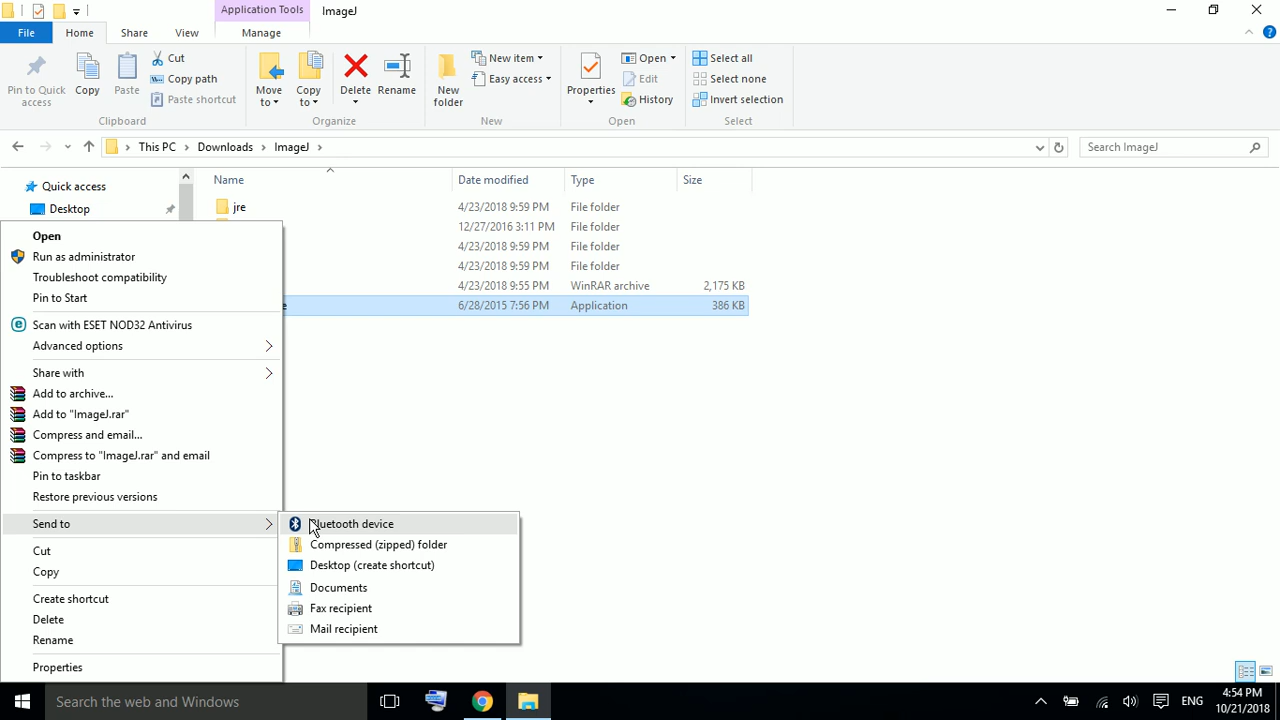 Application Tools
ImageJ
File
Home
Share
View
Manage
Pin to Quick access
Copy
Paste
Cut
Copy path
Paste shortcut
Clipboard
Move to
Copy to
Delete
Rename
Organize
New folder
New item
Easy access
New
Properties
Open
Edit
History
Open
Select all
Select none
Invert selection
Select
This PC
Downloads
ImageJ
Search ImageJ
Quick access
Desktop
Name
Date modified
Type
Size
jre
4/23/2018 9:59 PM
File folder
12/27/2016 3:11 PM
File folder
4/23/2018 9:59 PM
File folder
4/23/2018 9:59 PM
File folder
4/23/2018 9:55 PM
WinRAR archive
2,175 KB
6/28/2015 7:56 PM
Application
386 KB
Open
Run as administrator
Troubleshoot compatibility
Pin to Start
Scan with ESET NOD32 Antivirus
Advanced options
Share with
Add to archive...
Add to "ImageJ.rar"
Compress and email...
Compress to "ImageJ.rar" and email
Pin to taskbar
Restore previous versions
Send to
Cut
Copy
Create shortcut
Delete
Rename
Properties
Bluetooth device
Compressed (zipped) folder
Desktop (create shortcut)
Documents
Fax recipient
Mail recipient
Search the web and Windows
ENG
4:54 PM
10/21/2018